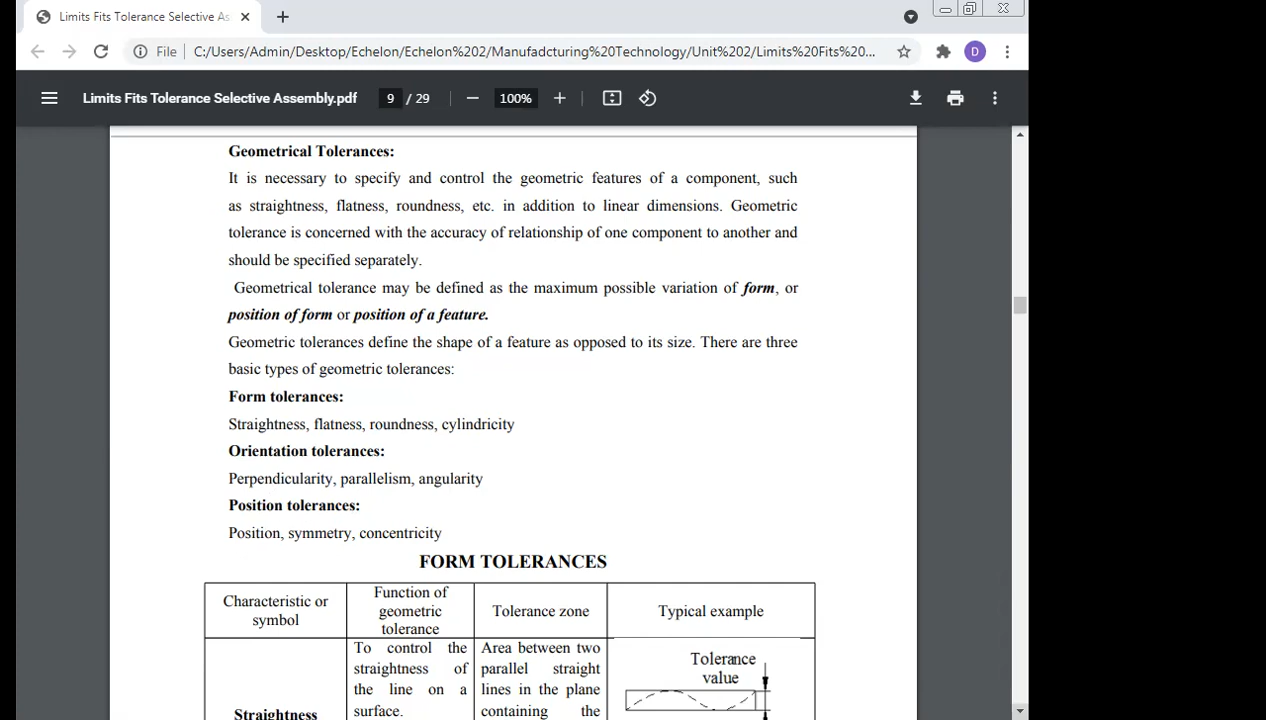 Limits Fits Tolerance Selective As
File
C:/Users/Admin/Desktop/Echelon/Echelon%202/Manufadcturing%20Technology/Unit%202/Limits%20Fits%20...
D
Limits Fits Tolerance Selective Assembly.pdf
9 / 29
100%
Geometrical Tolerances:
It is necessary to specify and control the geometric features of a component, such
as straightness, flatness, roundness, etc. in addition to linear dimensions. Geometric
tolerance is concerned with the accuracy of relationship of one component to another and
should be specified separately.
Geometrical tolerance may be defined as the maximum possible variation of form, or
position of form or position of a feature.
Geometric tolerances define the shape of a feature as opposed to its size. There are three
basic types of geometric tolerances:
Form tolerances:
Straightness, flatness, roundness, cylindricity
Orientation tolerances:
Perpendicularity, parallelism, angularity
Position tolerances:
Position, symmetry, concentricity
FORM TOLERANCES
Characteristic or
symbol
Function of
geometric
tolerance
Tolerance zone
Typical example
Straightness
To control the
straightness of
the line on a
surface.
Area between two
parallel straight
lines in the plane
containing the
Tolerance
value